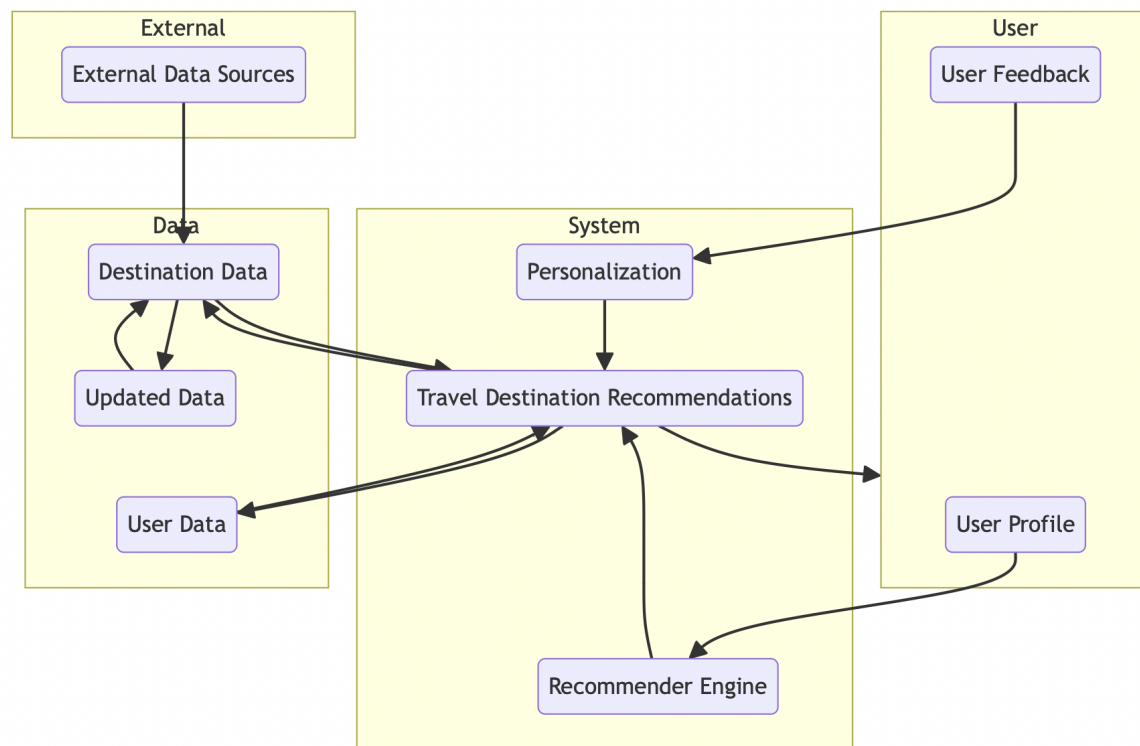 External
External Data Sources
User
User Feedback
Data
Destination Data
Updated Data
User Data
System
Personalization
Travel Destination Recommendations
Recommender Engine
User Profile